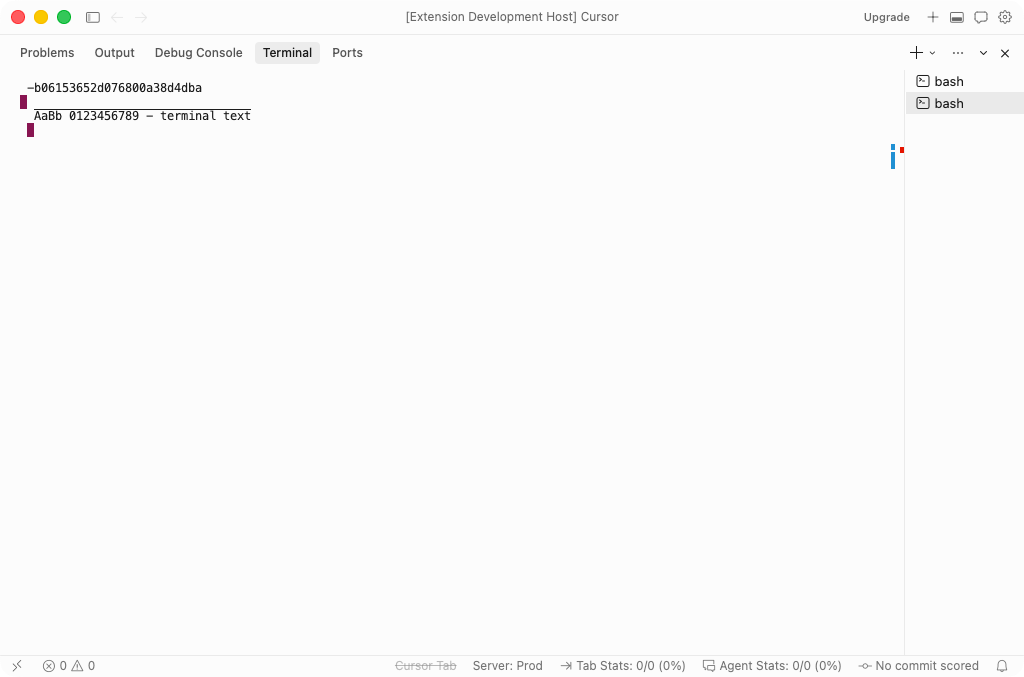 [Extension Development Host] Cursor
Upgrade
Problems Output Debug Console Terminal Ports
—b06153652d076800a38d4dba
AaBb 0123456789 — terminal text
bash
bash
0 0 Cursor Tab Server: Prod Tab Stats: 0/0 (0%) Agent Stats: 0/0 (0%) No commit scored